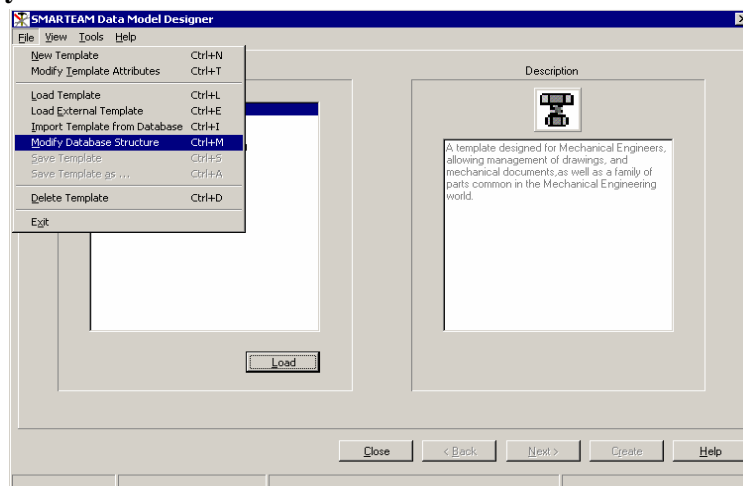 y
SMARTEAM Data Model Designer
File View Tools Help
New Template Ctrl+N
Modify Template Attributes Ctrl+T
Load Template Ctrl+L
Load External Template Ctrl+E
Import Template from Database Ctrl+I
Modify Database Structure Ctrl+M
Save Template Ctrl+S
Save Template as ... Ctrl+A
Delete Template Ctrl+D
Exit
Description
A template designed for Mechanical Engineers,
allowing management of drawings, and
mechanical documents,as well as a family of
parts common in the Mechanical Engineering
world.
Load
Close < Back Next > Create Help